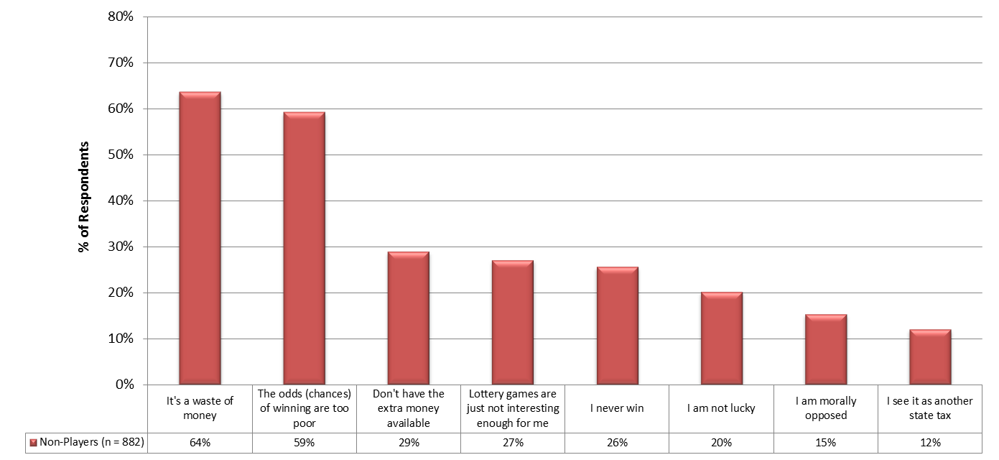 80%
70%
60%
50%
40%
30%
20%
10%
0%
% of Respondents
It's a waste of
money
The odds (chances)
of winning are too
poor
Don't have the
extra money
available
Lottery games are
just not interesting
enough for me
I never win
I am not lucky
I am morally
opposed
I see it as another
state tax
Non-Players (n = 882) 64% 59% 29% 27% 26% 20% 15% 12%